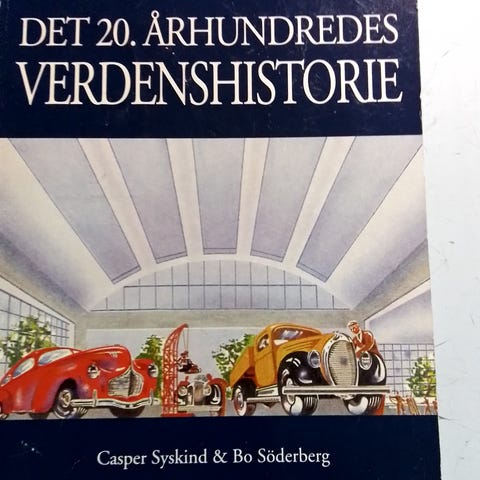 DET 20. ÅRHUNDREDES
VERDENSHISTORIE
Casper Syskind & Bo Söderberg